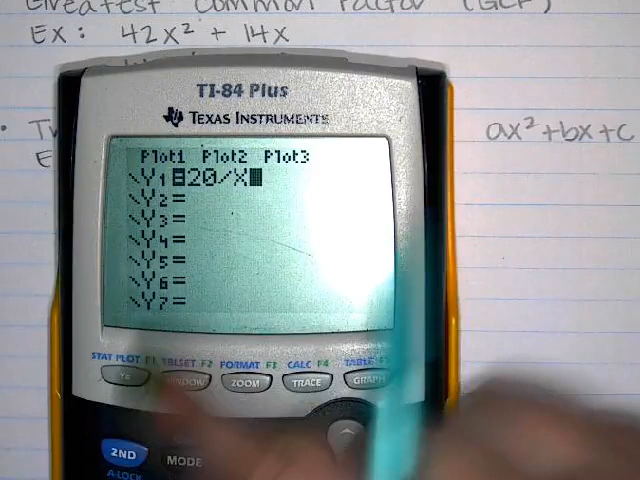 Greatest Common Factor (GCF)
Ex: 42x² + 14x
TI-84 Plus
TEXAS INSTRUMENTS
ax² + bx + c
Plot1 Plot2 Plot3
\Y1=20/X
\Y2=
\Y3=
\Y4=
\Y5=
\Y6=
\Y7=
STAT PLOT F1 TBLSET F2 FORMAT F3 CALC F4 TABLE
Y= WINDOW ZOOM TRACE GRAPH
2ND MODE
A-LOCK